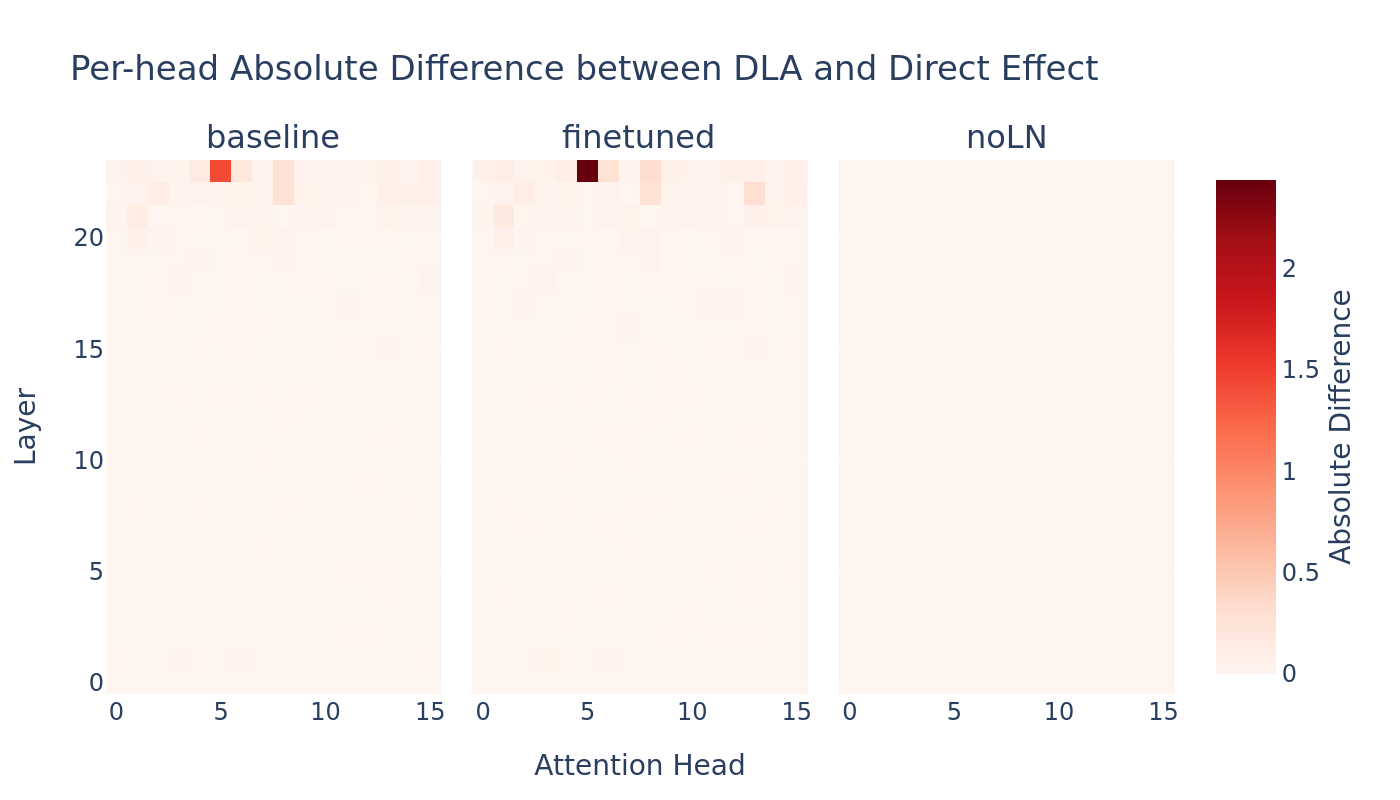 Per-head Absolute Difference between DLA and Direct Effect
baseline
finetuned
noLN
20
15
10
5
0
Layer
0 5 10 15
0 5 10 15
0 5 10 15
Attention Head
2
1.5
1
0.5
0
Absolute Difference